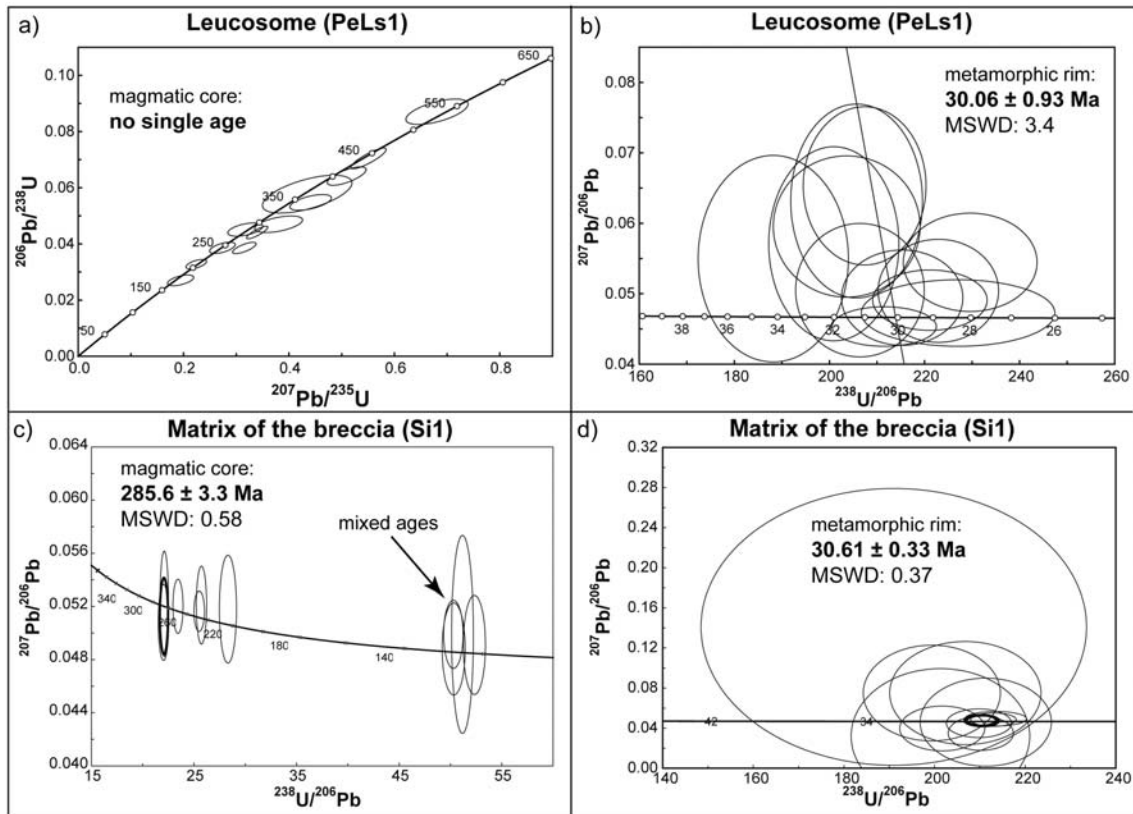 a)
Leucosome (PeLs1)
magmatic core:
no single age
0.10
0.08
0.06
0.04
0.02
0.00
50
150
250
350
450
550
650
0.0
0.2
0.4
0.6
0.8
²⁰⁶Pb/²³⁸U
²⁰⁷Pb/²³⁵U
b)
Leucosome (PeLs1)
metamorphic rim:
30.06 ± 0.93 Ma
MSWD: 3.4
0.08
0.07
0.06
0.05
0.04
38
36
34
32
30
28
26
160
180
200
220
240
260
²⁰⁷Pb/²⁰⁶Pb
²³⁸U/²⁰⁶Pb
c)
Matrix of the breccia (Si1)
magmatic core:
285.6 ± 3.3 Ma
MSWD: 0.58
mixed ages
0.064
0.060
0.056
0.052
0.048
0.044
0.040
340
300
260
220
180
140
15
25
35
45
55
²⁰⁷Pb/²⁰⁶Pb
²³⁸U/²⁰⁶Pb
d)
Matrix of the breccia (Si1)
metamorphic rim:
30.61 ± 0.33 Ma
MSWD: 0.37
0.32
0.28
0.24
0.20
0.16
0.12
0.08
0.04
0.00
42
34
140
160
180
200
220
240
²⁰⁷Pb/²⁰⁶Pb
²³⁸U/²⁰⁶Pb